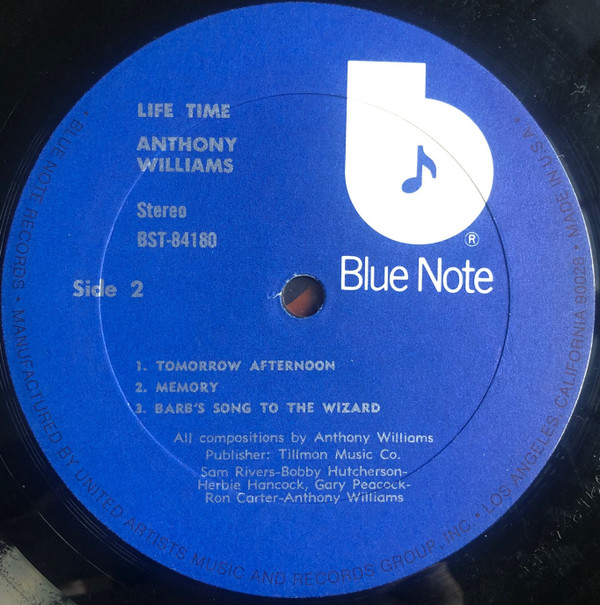 LIFE TIME
ANTHONY
WILLIAMS
Stereo
BST-84180
Side 2
®
Blue Note
1. TOMORROW AFTERNOON
2. MEMORY
3. BARB'S SONG TO THE WIZARD
All compositions by Anthony Williams
Publisher: Tillmon Music Co.
Sam Rivers-Bobby Hutcherson-
Herbie Hancock, Gary Peacock-
Ron Carter-Anthony Williams
• BLUE NOTE RECORDS • MANUFACTURED BY UNITED ARTISTS MUSIC AND RECORDS GROUP, INC. • LOS ANGELES, CALIFORNIA 90028 • MADE IN U.S.A. •